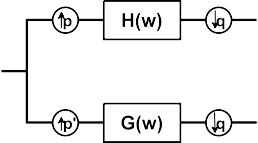 ↑p H(w) ↓q
↑p' G(w) ↓q